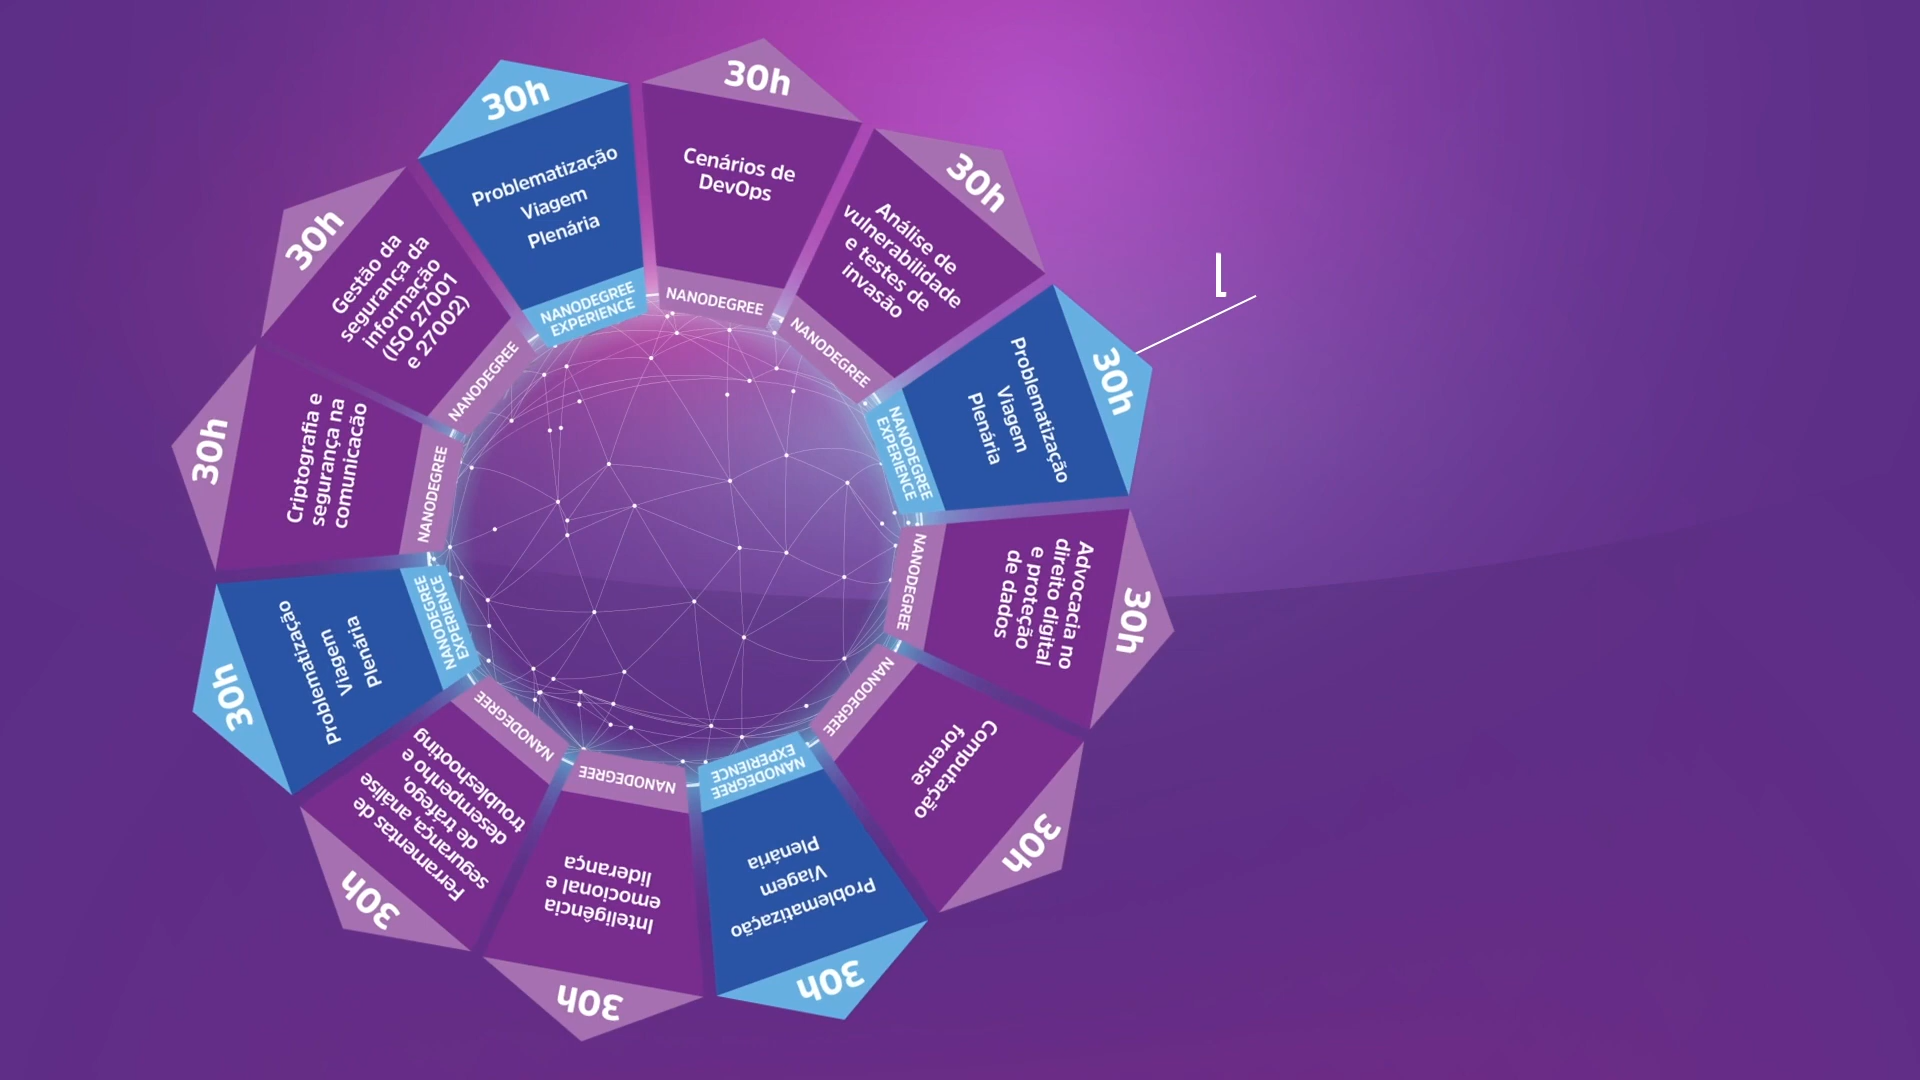 30h
Cenários de
DevOps
NANODEGREE
30h
Análise de
vulnerabilidade
e testes de
invasão
NANODEGREE
30h
Problematização
Viagem
Plenária
NANODEGREE
EXPERIENCE
30h
Advocacia no
direito digital
e proteção
de dados
NANODEGREE
30h
Computação
forense
NANODEGREE
30h
Problematização
Viagem
Plenária
NANODEGREE
EXPERIENCE
30h
Inteligência
emocional e
liderança
NANODEGREE
30h
Ferramentas de
segurança, análise
de tráfego,
desempenho e
troubleshooting
NANODEGREE
30h
Problematização
Viagem
Plenária
NANODEGREE
EXPERIENCE
30h
Criptografia e
segurança na
comunicação
NANODEGREE
30h
Gestão da
segurança da
informação
(ISO 27001
e 27002)
NANODEGREE
30h
Problematização
Viagem
Plenária
NANODEGREE
EXPERIENCE